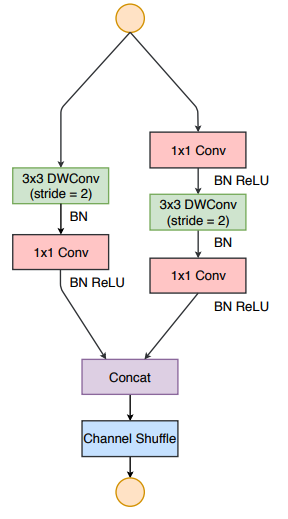 1x1 Conv
BN ReLU
3x3 DWConv
(stride = 2)
BN
1x1 Conv
BN ReLU
3x3 DWConv
(stride = 2)
BN
1x1 Conv
BN ReLU
Concat
Channel Shuffle